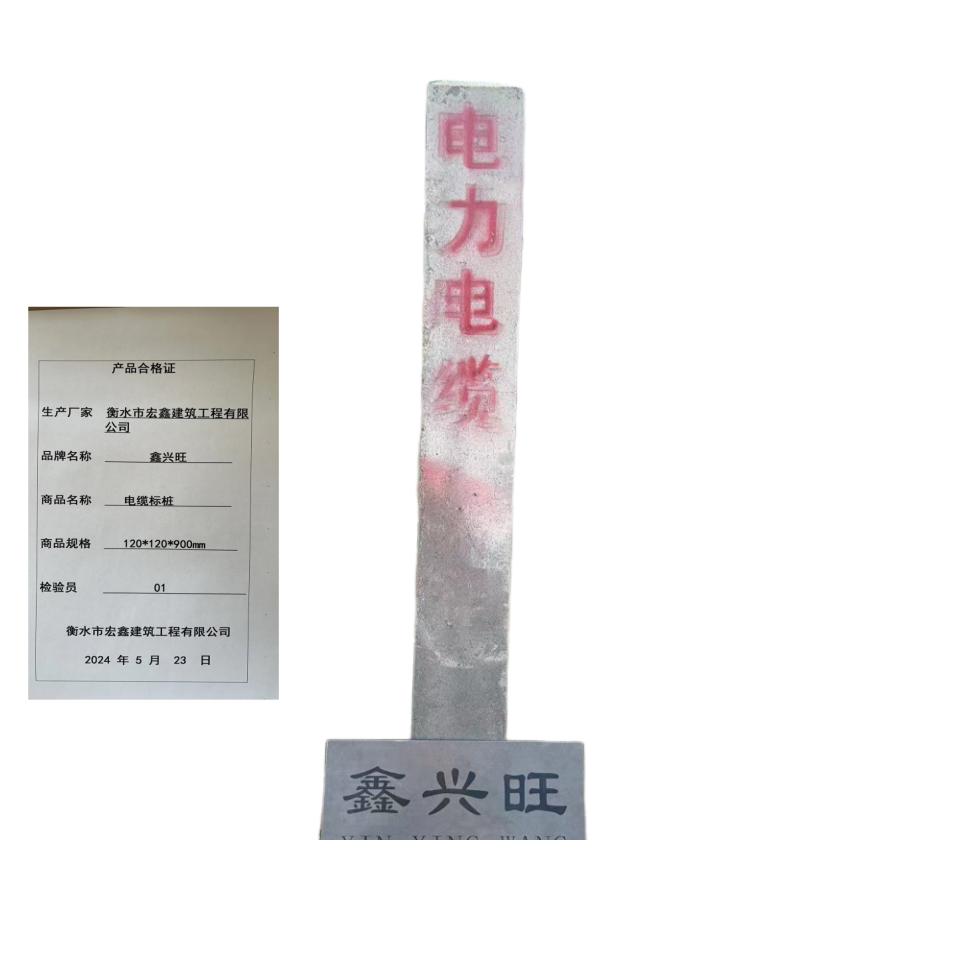 产品合格证
生产厂家 衡水市宏鑫建筑工程有限
公司
品牌名称 鑫兴旺
商品名称 电缆标桩
商品规格 120*120*900mm
检验员 01
衡水市宏鑫建筑工程有限公司
2024 年 5 月 23 日
电
力
电
缆
鑫兴旺
XIN XING WANG